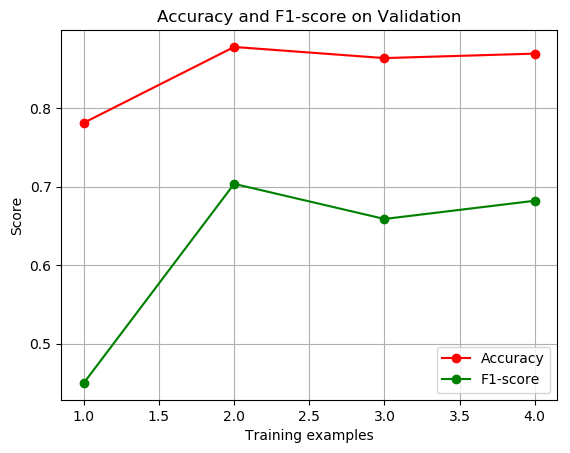 Accuracy and F1-score on Validation
Score
0.8
0.7
0.6
0.5
Accuracy
F1-score
1.0 1.5 2.0 2.5 3.0 3.5 4.0
Training examples